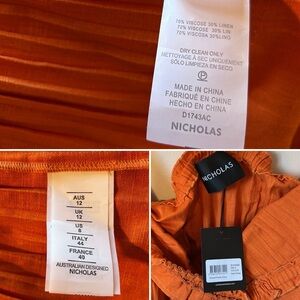 70% VISCOSE 30% LINEN
70% VISCOSE 30% LIN
70% VISCOSA 30% LINO
DRY CLEAN ONLY
NETTOYAGE À SEC UNIQUEMENT
SÓLO LIMPIEZA EN SECO.
P
MADE IN CHINA
FABRIQUÉ EN CHINE
HECHO EN CHINA
D1743AC
NICHOLAS
AUS
12
UK
12
US
8
ITALY
44
FRANCE
40
AUSTRALIAN DESIGNED
NICHOLAS
NICHOLAS